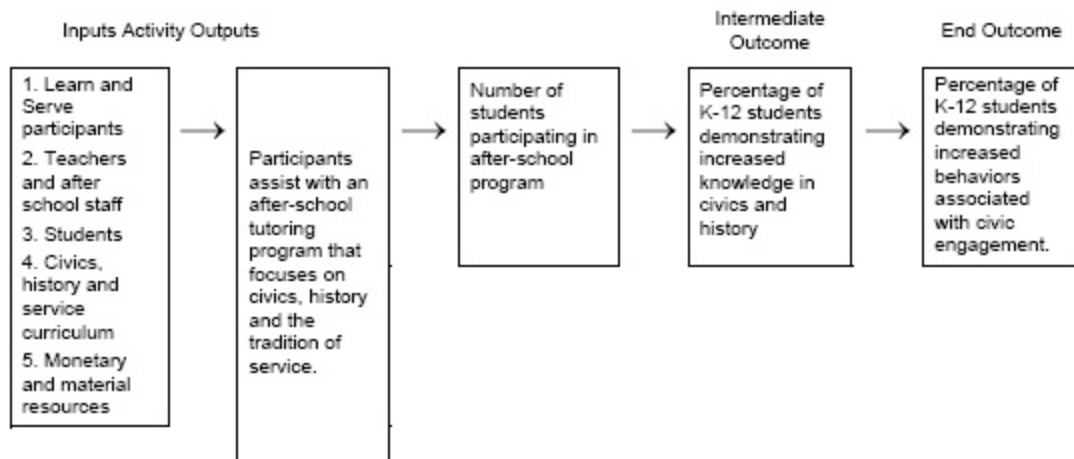 Inputs Activity Outputs
Intermediate
Outcome
End Outcome
1. Learn and
Serve
participants
2. Teachers
and after
school staff
3. Students
4. Civics,
history and
service
curriculum
5. Monetary
and material
resources
Participants
assist with an
after-school
tutoring
program that
focuses on
civics, history
and the
tradition of
service.
Number of
students
participating in
after-school
program
Percentage of
K-12 students
demonstrating
increased
knowledge in
civics and
history
Percentage of
K-12 students
demonstrating
increased
behaviors
associated
with civic
engagement.